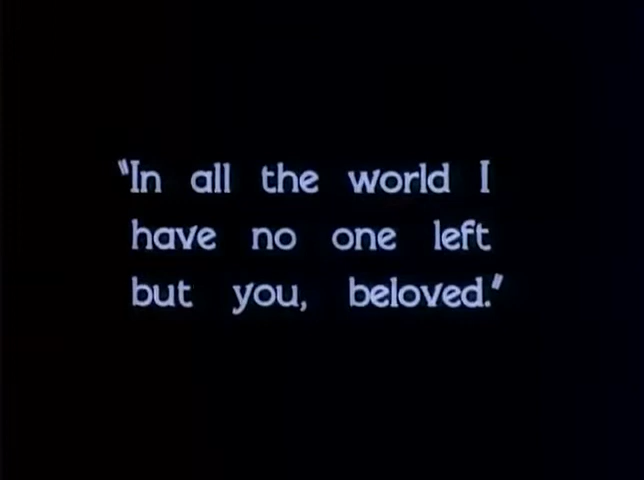 "In all the world I
have no one left
but you, beloved."